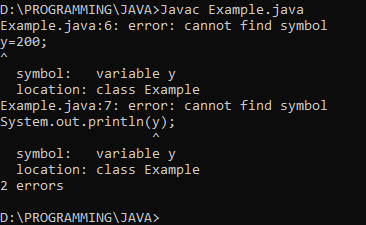 D:\PROGRAMMING\JAVA>Javac Example.java
Example.java:6: error: cannot find symbol
y=200;
^
  symbol:   variable y
  location: class Example
Example.java:7: error: cannot find symbol
System.out.println(y);
                   ^
  symbol:   variable y
  location: class Example
2 errors

D:\PROGRAMMING\JAVA>